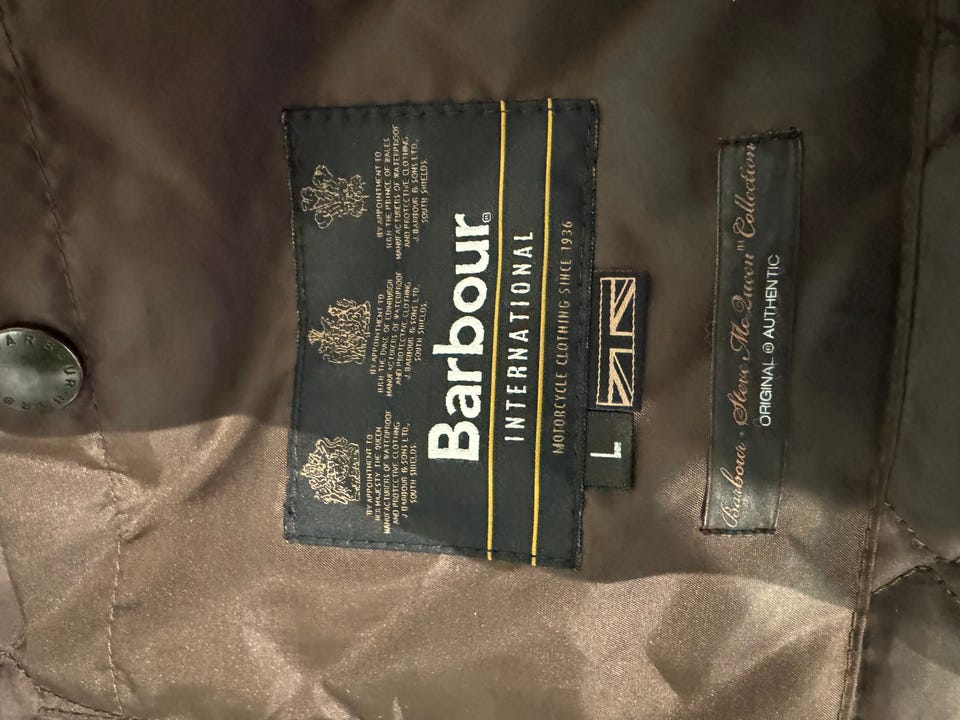 BY APPOINTMENT TO
HER MAJESTY THE QUEEN
MANUFACTURERS OF WATERPROOF
AND PROTECTIVE CLOTHING
J. BARBOUR & SONS LTD.,
SOUTH SHIELDS.
BY APPOINTMENT TO
H.R.H. THE DUKE OF EDINBURGH
MANUFACTURERS OF WATERPROOF
AND PROTECTIVE CLOTHING
J. BARBOUR & SONS LTD.
SOUTH SHIELDS.
BY APPOINTMENT TO
H.R.H. THE PRINCE OF WALES
MANUFACTURERS OF WATERPROOF
AND PROTECTIVE CLOTHING
J. BARBOUR & SONS LTD.
SOUTH SHIELDS.
Barbour®
INTERNATIONAL
MOTORCYCLE CLOTHING SINCE 1936
L
Barbour - Steve McQueen™ Collection
ORIGINAL & AUTHENTIC